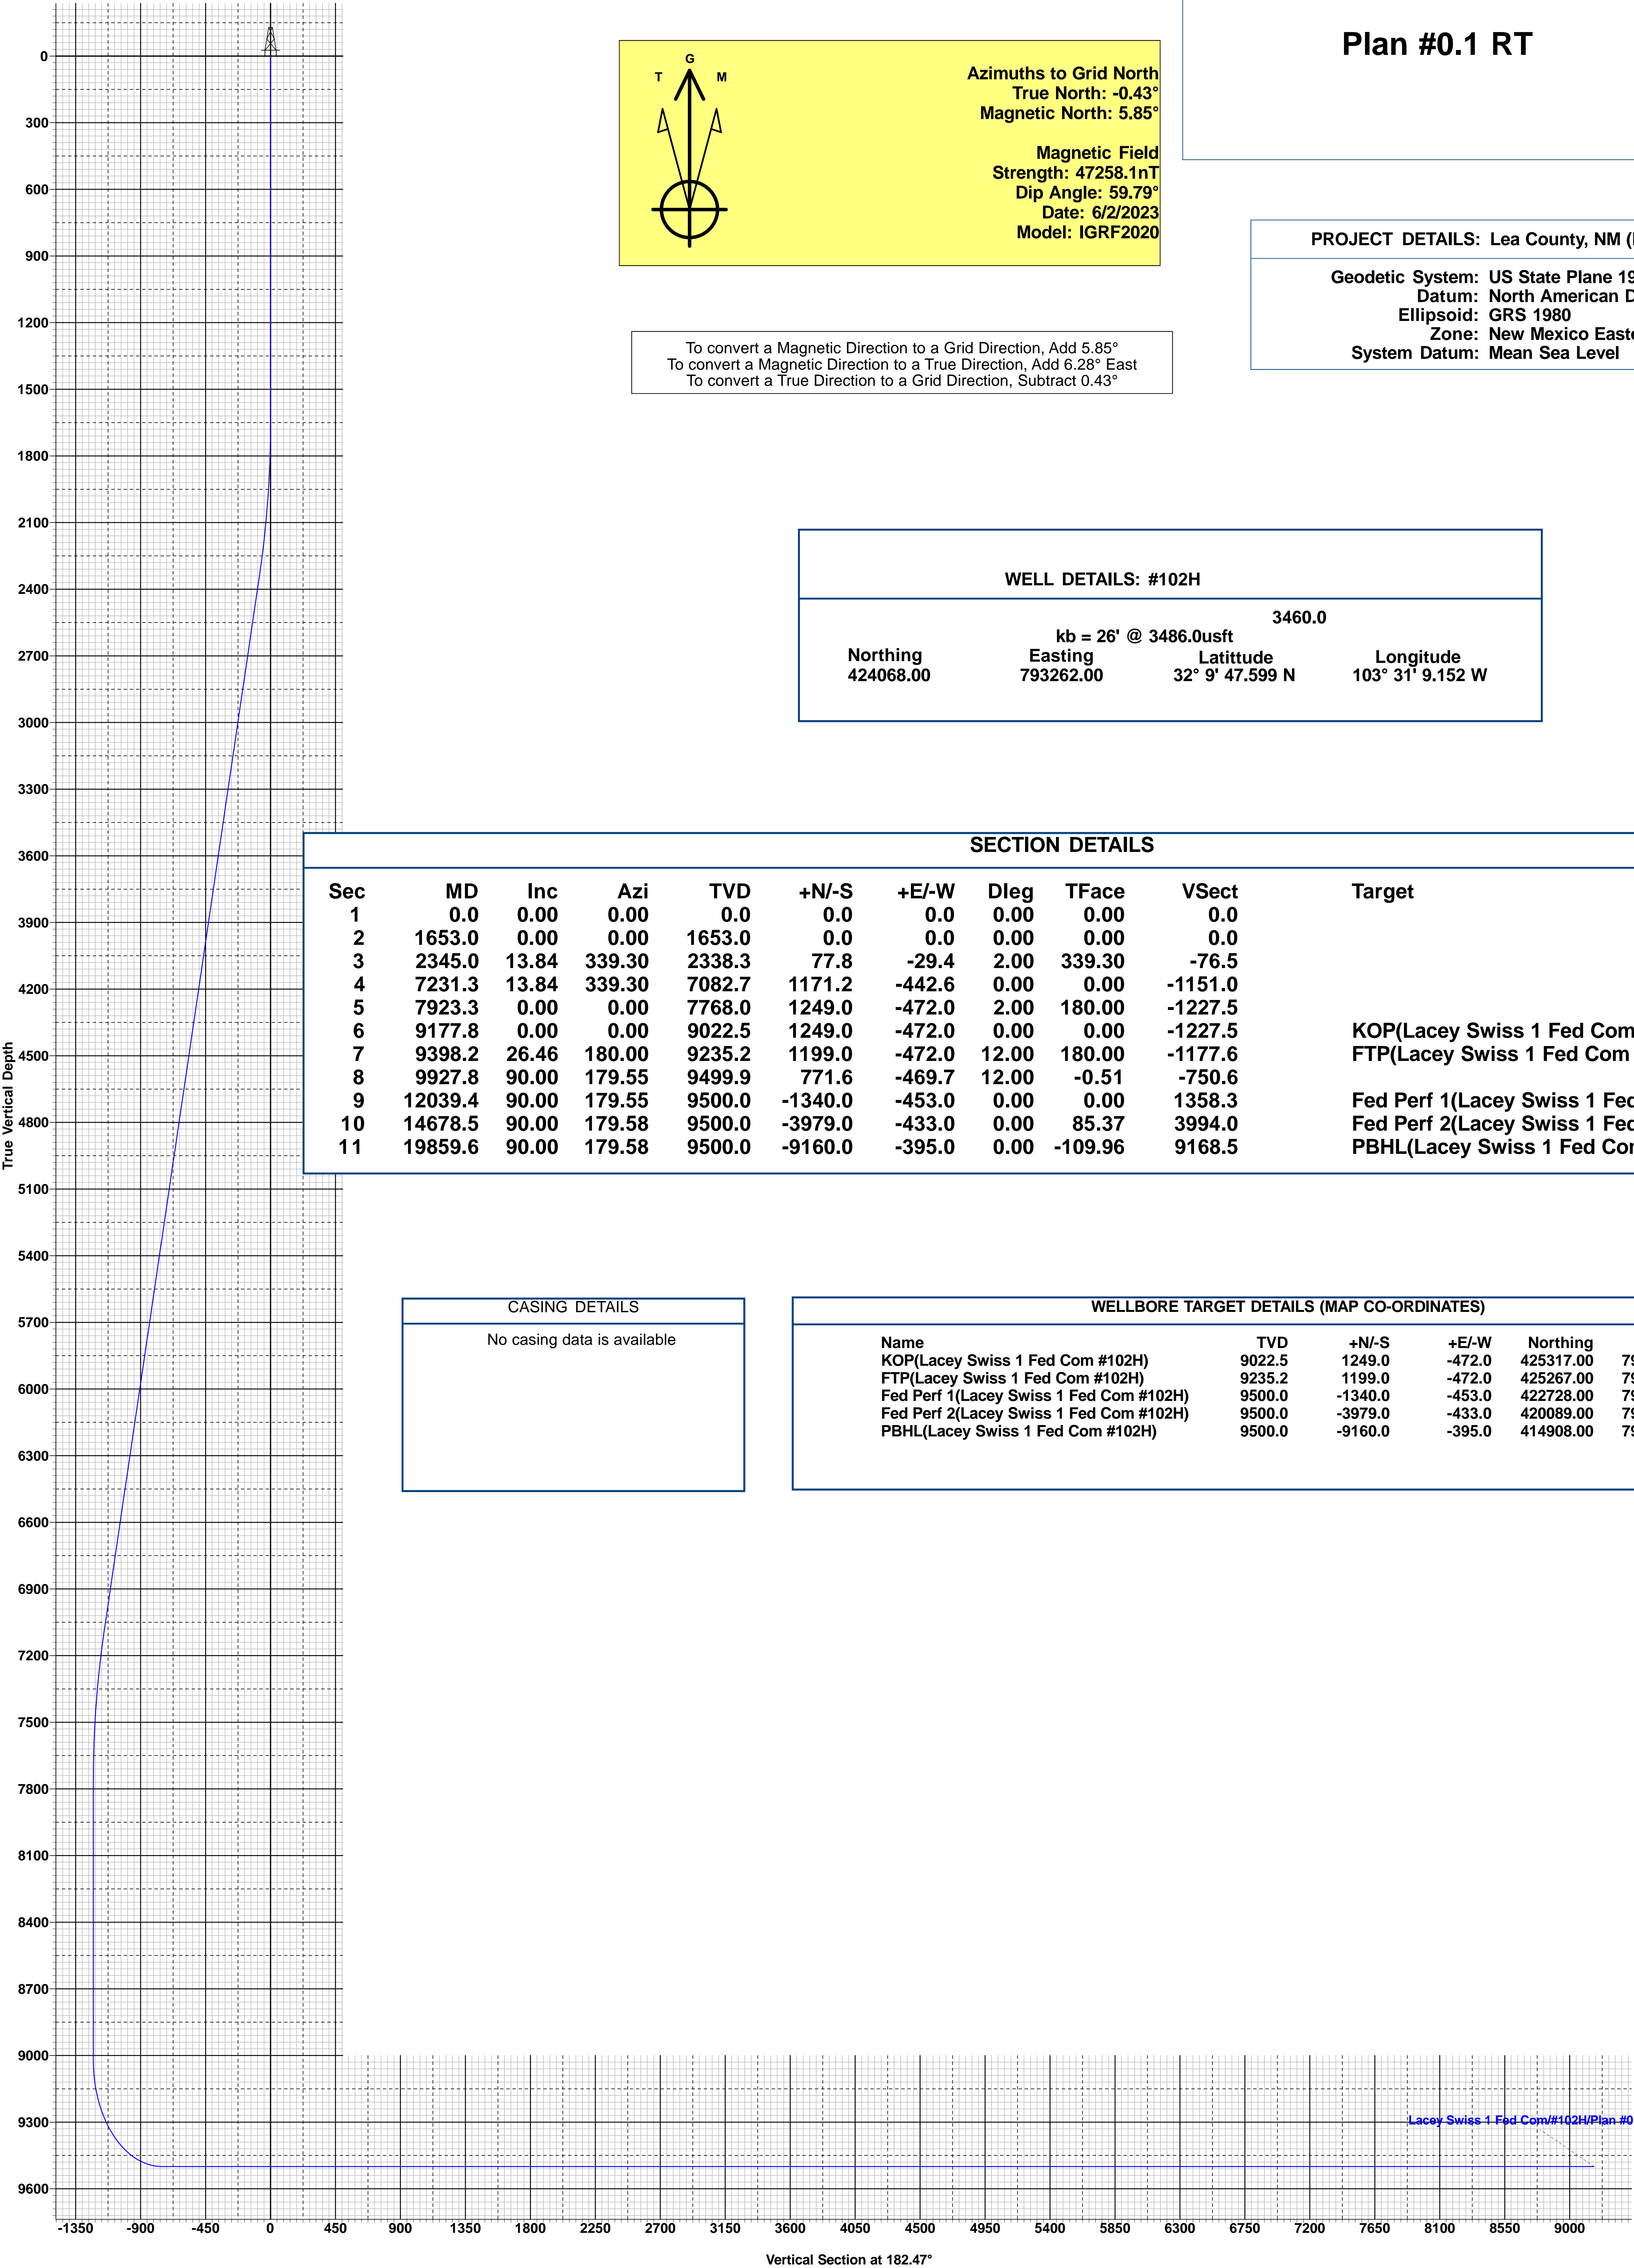 Plan #0.1 RT
T G M
Azimuths to Grid North
True North: -0.43°
Magnetic North: 5.85°
Magnetic Field
Strength: 47258.1nT
Dip Angle: 59.79°
Date: 6/2/2023
Model: IGRF2020
PROJECT DETAILS: Lea County, NM (
Geodetic System: US State Plane 19
Datum: North American D
Ellipsoid: GRS 1980
Zone: New Mexico Easte
System Datum: Mean Sea Level
To convert a Magnetic Direction to a Grid Direction, Add 5.85°
To convert a Magnetic Direction to a True Direction, Add 6.28° East
To convert a True Direction to a Grid Direction, Subtract 0.43°
WELL DETAILS: #102H
3460.0
kb = 26' @ 3486.0usft
Northing Easting Latittude Longitude
424068.00 793262.00 32° 9' 47.599 N 103° 31' 9.152 W
SECTION DETAILS
Sec MD Inc Azi TVD +N/-S +E/-W Dleg TFace VSect Target
1 0.0 0.00 0.00 0.0 0.0 0.0 0.00 0.00 0.0
2 1653.0 0.00 0.00 1653.0 0.0 0.0 0.00 0.00 0.0
3 2345.0 13.84 339.30 2338.3 77.8 -29.4 2.00 339.30 -76.5
4 7231.3 13.84 339.30 7082.7 1171.2 -442.6 0.00 0.00 -1151.0
5 7923.3 0.00 0.00 7768.0 1249.0 -472.0 2.00 180.00 -1227.5
6 9177.8 0.00 0.00 9022.5 1249.0 -472.0 0.00 0.00 -1227.5 KOP(Lacey Swiss 1 Fed Com
7 9398.2 26.46 180.00 9235.2 1199.0 -472.0 12.00 180.00 -1177.6 FTP(Lacey Swiss 1 Fed Com
8 9927.8 90.00 179.55 9499.9 771.6 -469.7 12.00 -0.51 -750.6
9 12039.4 90.00 179.55 9500.0 -1340.0 -453.0 0.00 0.00 1358.3 Fed Perf 1(Lacey Swiss 1 Fed
10 14678.5 90.00 179.58 9500.0 -3979.0 -433.0 0.00 85.37 3994.0 Fed Perf 2(Lacey Swiss 1 Fed
11 19859.6 90.00 179.58 9500.0 -9160.0 -395.0 0.00 -109.96 9168.5 PBHL(Lacey Swiss 1 Fed Co
CASING DETAILS
No casing data is available
WELLBORE TARGET DETAILS (MAP CO-ORDINATES)
Name TVD +N/-S +E/-W Northing
KOP(Lacey Swiss 1 Fed Com #102H) 9022.5 1249.0 -472.0 425317.00 79
FTP(Lacey Swiss 1 Fed Com #102H) 9235.2 1199.0 -472.0 425267.00 79
Fed Perf 1(Lacey Swiss 1 Fed Com #102H) 9500.0 -1340.0 -453.0 422728.00 79
Fed Perf 2(Lacey Swiss 1 Fed Com #102H) 9500.0 -3979.0 -433.0 420089.00 79
PBHL(Lacey Swiss 1 Fed Com #102H) 9500.0 -9160.0 -395.0 414908.00 79
True Vertical Depth
0
300
600
900
1200
1500
1800
2100
2400
2700
3000
3300
3600
3900
4200
4500
4800
5100
5400
5700
6000
6300
6600
6900
7200
7500
7800
8100
8400
8700
9000
9300
9600
Lacey Swiss 1 Fed Com/#102H/Plan #0
-1350 -900 -450 0 450 900 1350 1800 2250 2700 3150 3600 4050 4500 4950 5400 5850 6300 6750 7200 7650 8100 8550 9000
Vertical Section at 182.47°